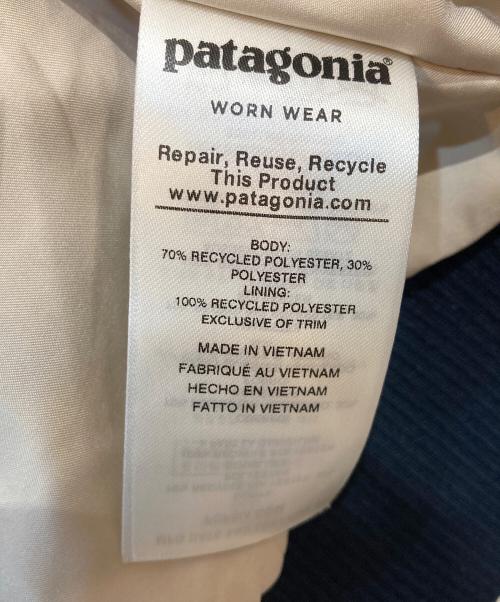 patagonia®
WORN WEAR
Repair, Reuse, Recycle
This Product
www.patagonia.com
BODY:
70% RECYCLED POLYESTER, 30%
POLYESTER
LINING:
100% RECYCLED POLYESTER
EXCLUSIVE OF TRIM
MADE IN VIETNAM
FABRIQUÉ AU VIETNAM
HECHO EN VIETNAM
FATTO IN VIETNAM